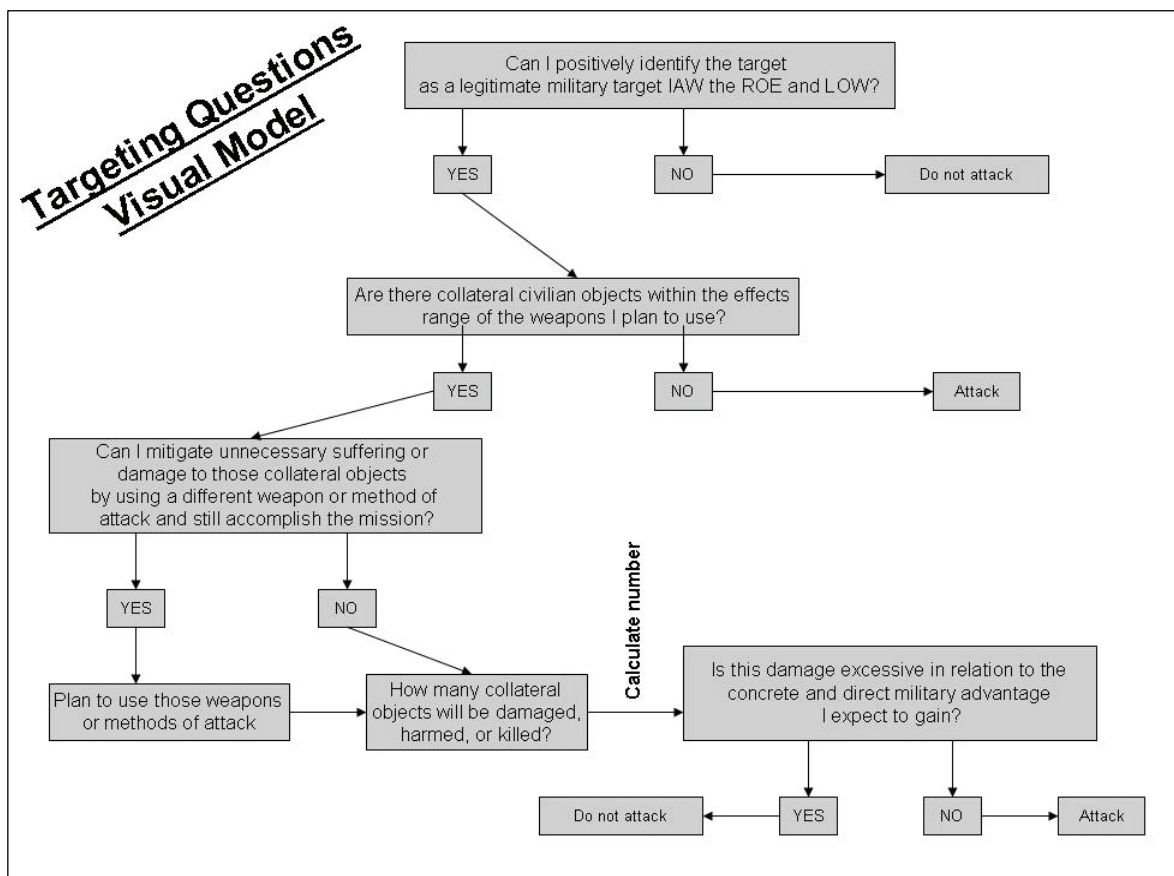 Targeting Questions
Visual Model
Can I positively identify the target
as a legitimate military target IAW the ROE and LOW?
YES
NO
Do not attack
Are there collateral civilian objects within the effects
range of the weapons I plan to use?
YES
NO
Attack
Can I mitigate unnecessary suffering or
damage to those collateral objects
by using a different weapon or method of
attack and still accomplish the mission?
YES
NO
Plan to use those weapons
or methods of attack
How many collateral
objects will be damaged,
harmed, or killed?
Calculate number
Is this damage excessive in relation to the
concrete and direct military advantage
I expect to gain?
Do not attack
YES
NO
Attack